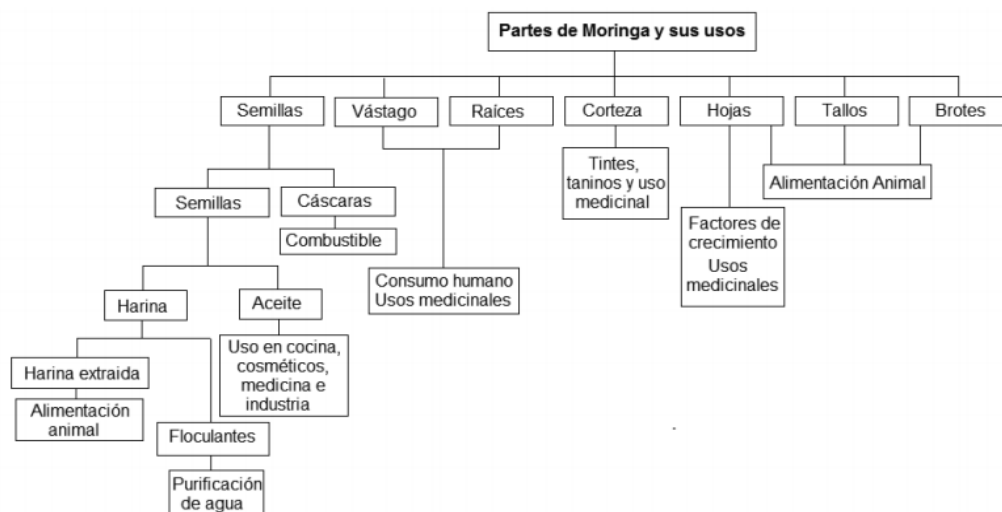 Partes de Moringa y sus usos
Semillas
Vástago
Raíces
Corteza
Hojas
Tallos
Brotes
Tintes,
taninos y uso
medicinal
Alimentación Animal
Semillas
Cáscaras
Combustible
Factores de
crecimiento
Usos
medicinales
Consumo humano
Usos medicinales
Harina
Aceite
Uso en cocina,
cosméticos,
medicina e
industria
Harina extraida
Alimentación
animal
Floculantes
Purificación
de agua